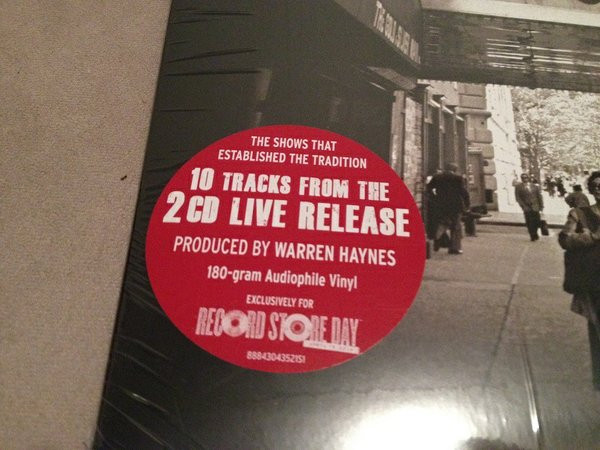 THE SHOWS THAT
ESTABLISHED THE TRADITION
10 TRACKS FROM THE
2CD LIVE RELEASE
PRODUCED BY WARREN HAYNES
180-gram Audiophile Vinyl
EXCLUSIVELY FOR
RECORD STORE DAY
88843043521S1